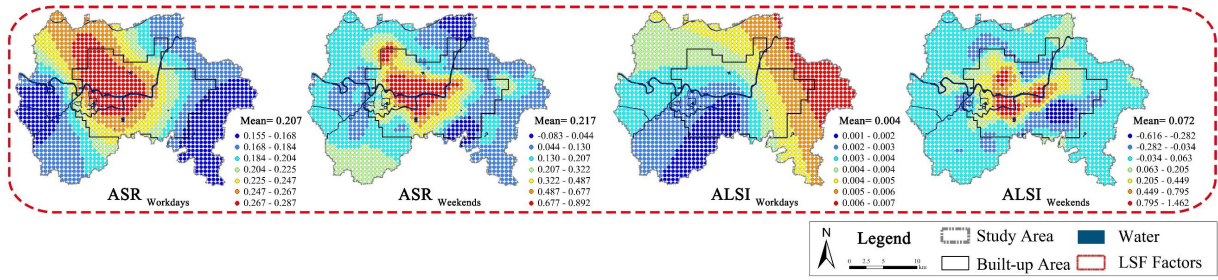 Mean= 0.207
0.155 - 0.168
0.168 - 0.184
0.184 - 0.204
0.204 - 0.225
0.225 - 0.247
0.247 - 0.267
0.267 - 0.287
ASR Workdays
Mean= 0.217
-0.083 - 0.044
0.044 - 0.130
0.130 - 0.207
0.207 - 0.322
0.322 - 0.487
0.487 - 0.677
0.677 - 0.892
ASR Weekends
Mean= 0.004
0.001 - 0.002
0.002 - 0.003
0.003 - 0.004
0.004 - 0.004
0.004 - 0.005
0.005 - 0.006
0.006 - 0.007
ALSI Workdays
Mean= 0.072
-0.616 - -0.282
-0.282 - -0.034
-0.034 - 0.063
0.063 - 0.205
0.205 - 0.449
0.449 - 0.795
0.795 - 1.462
ALSI Weekends
N
Legend
0 2.5 5 10 km
Study Area
Water
Built-up Area
LSF Factors